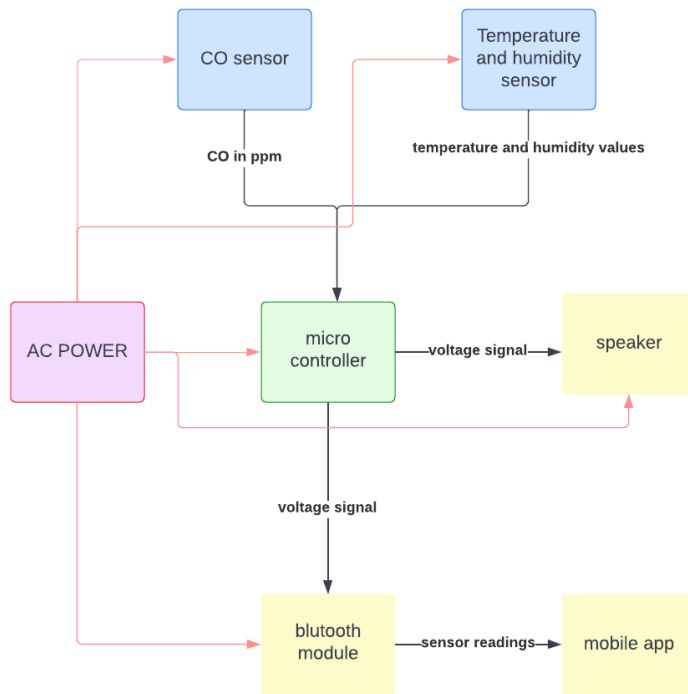 CO sensor
Temperature
and humidity
sensor
CO in ppm
temperature and humidity values
AC POWER
micro
controller
voltage signal
speaker
voltage signal
blutooth
module
sensor readings
mobile app